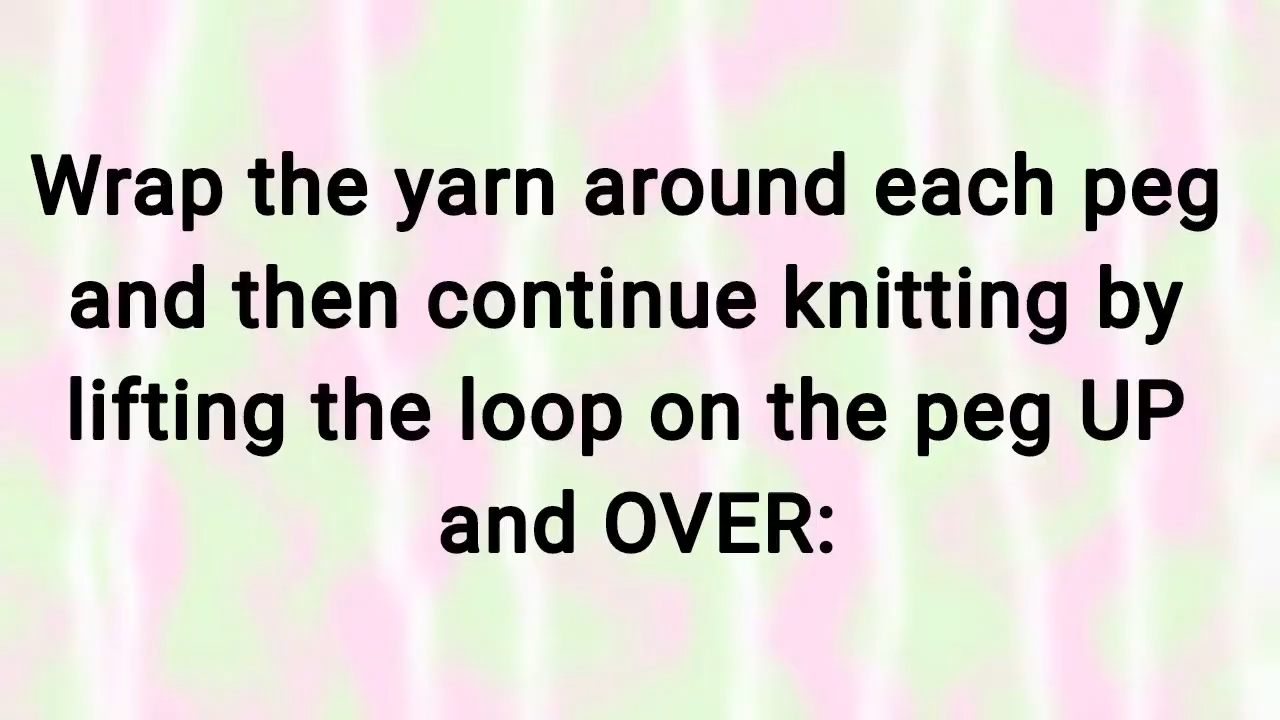 Wrap the yarn around each peg
and then continue knitting by
lifting the loop on the peg UP
and OVER: